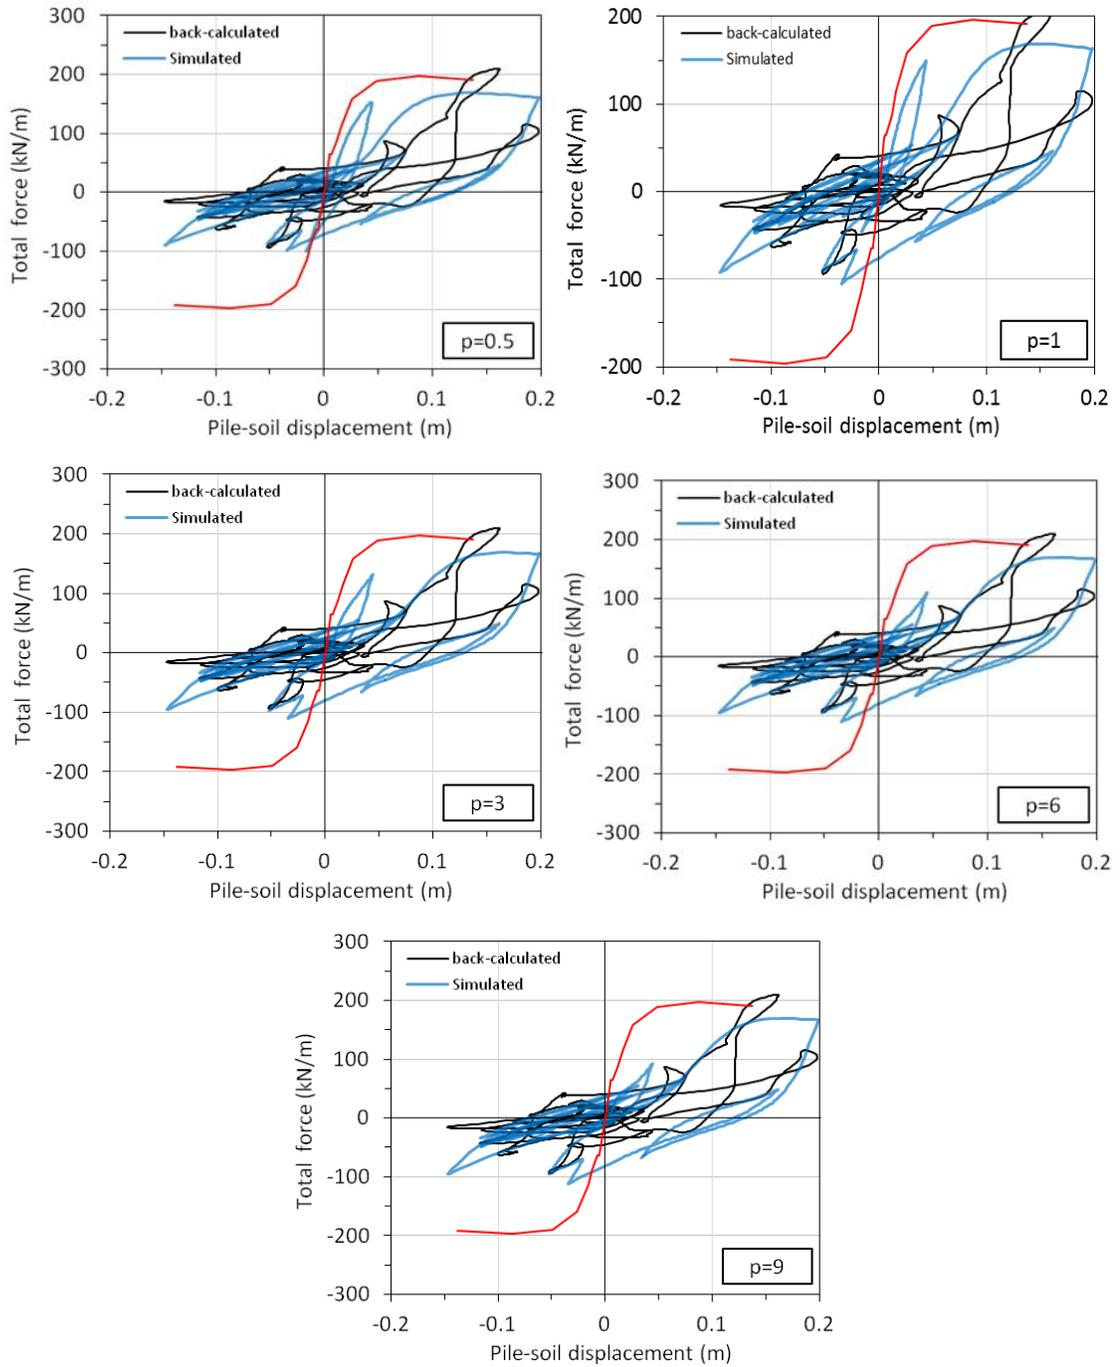 300
200
100
0
-100
-200
-300
-0.2
-0.1
0
0.1
0.2
Total force (kN/m)
Pile-soil displacement (m)
back-calculated
Simulated
p=0.5
200
100
0
-100
-200
-0.2
-0.1
0
0.1
0.2
Total force (kN/m)
Pile-soil displacement (m)
back-calculated
Simulated
p=1
300
200
100
0
-100
-200
-300
-0.2
-0.1
0
0.1
0.2
Total force (kN/m)
Pile-soil displacement (m)
back-calculated
Simulated
p=3
300
200
100
0
-100
-200
-300
-0.2
-0.1
0
0.1
0.2
Total force (kN/m)
Pile-soil displacement (m)
back-calculated
Simulated
p=6
300
200
100
0
-100
-200
-300
-0.2
-0.1
0
0.1
0.2
Total force (kN/m)
Pile-soil displacement (m)
back-calculated
Simulated
p=9